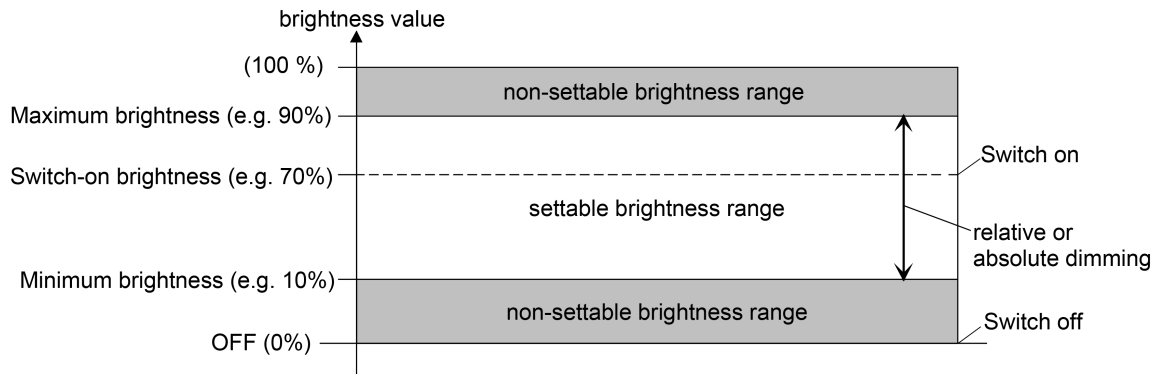 brightness value
(100 %)
non-settable brightness range
Maximum brightness (e.g. 90%)
Switch on
Switch-on brightness (e.g. 70%)
settable brightness range
relative or
absolute dimming
Minimum brightness (e.g. 10%)
non-settable brightness range
Switch off
OFF (0%)